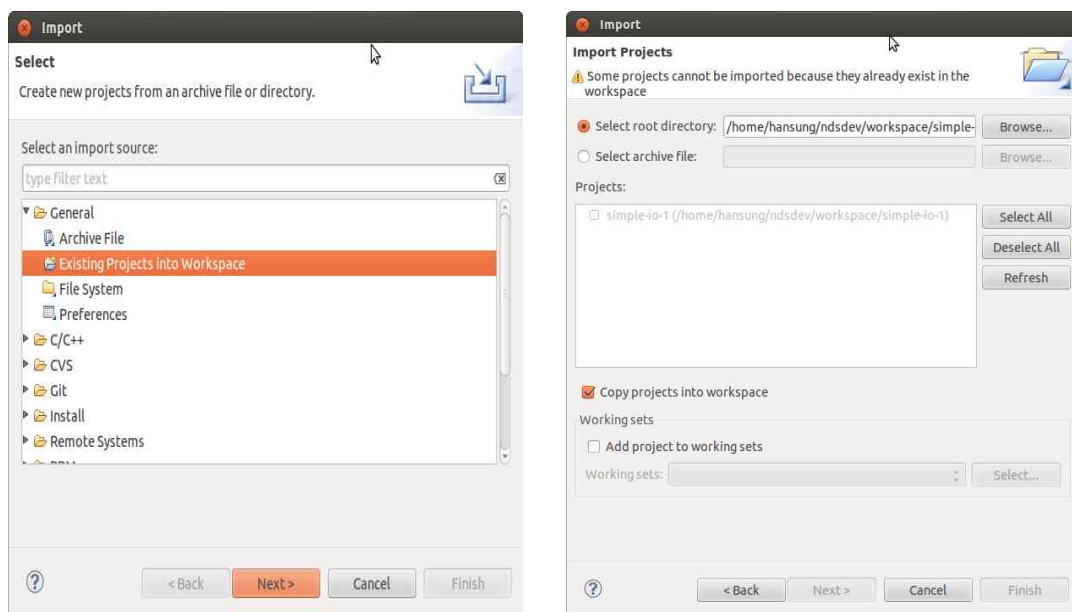 Import
Select
Create new projects from an archive file or directory.
Select an import source:
type filter text
General
Archive File
Existing Projects into Workspace
File System
Preferences
C/C++
CVS
Git
Install
Remote Systems
< Back Next > Cancel Finish
Import
Import Projects
Some projects cannot be imported because they already exist in the
workspace
Select root directory: /home/hansung/ndsdev/workspace/simple- Browse...
Select archive file: Browse...
Projects:
simple-io-1 (/home/hansung/ndsdev/workspace/simple-io-1)
Select All
Deselect All
Refresh
Copy projects into workspace
Working sets
Add project to working sets
Working sets: Select...
< Back Next > Cancel Finish